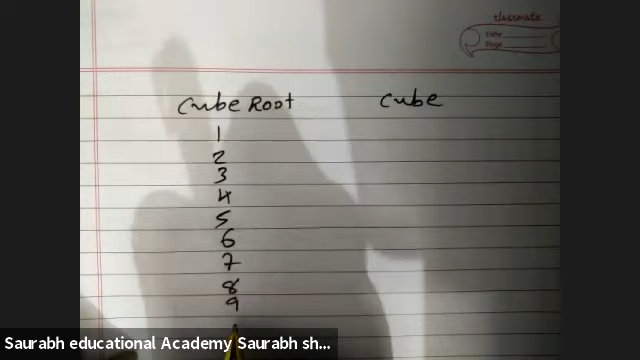 classmate
Date
Page
Cube Root Cube
1
2
3
4
5
6
7
8
9
Saurabh educational Academy Saurabh sh...